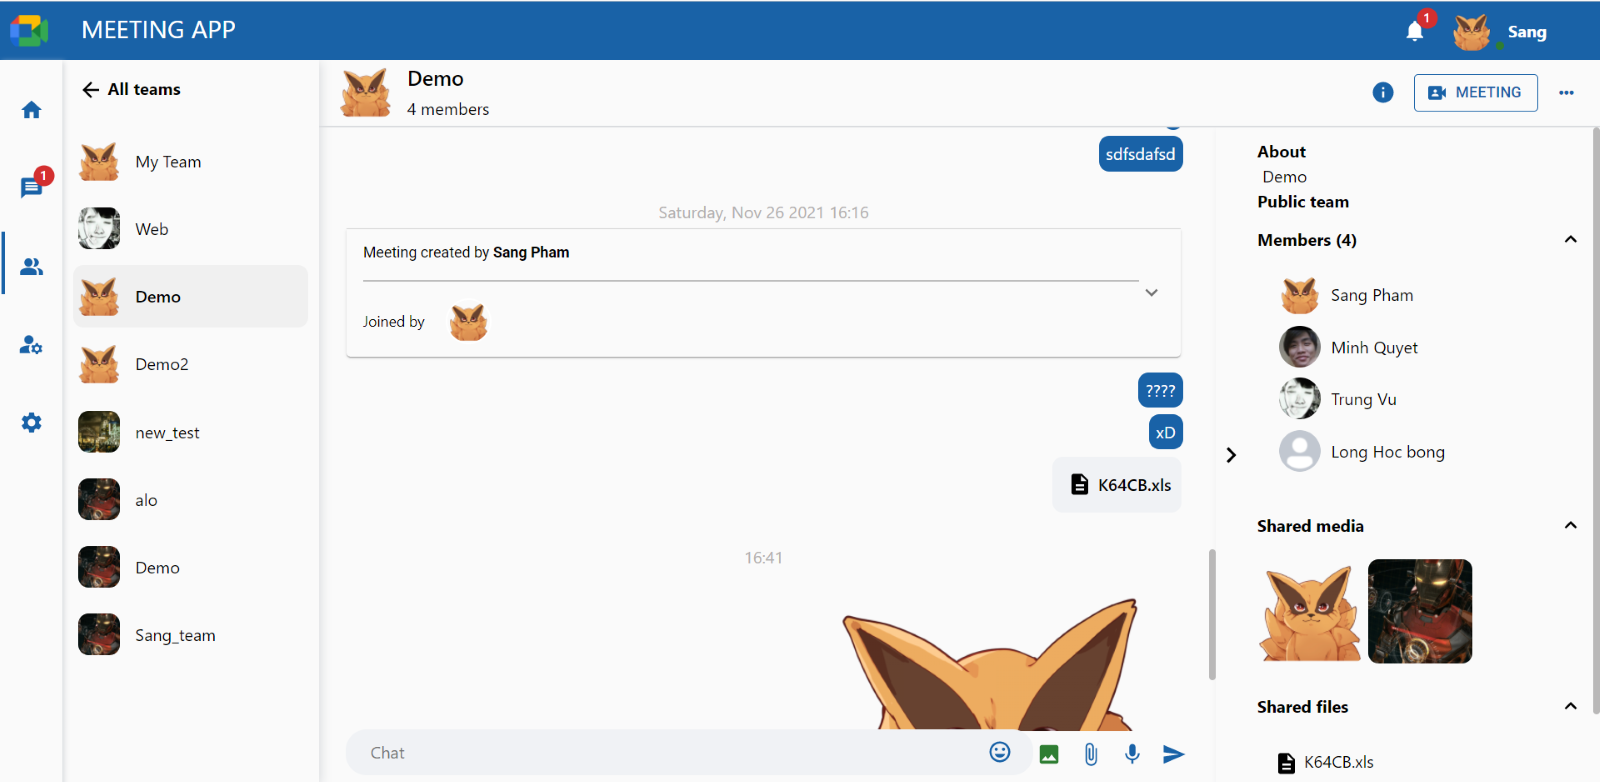 MEETING APP
1
Sang
1
All teams
My Team
Web
Demo
Demo2
new_test
alo
Demo
Sang_team
Demo
4 members
MEETING
sdfsdafsd
Saturday, Nov 26 2021 16:16
Meeting created by Sang Pham
Joined by
????
xD
K64CB.xls
16:41
Chat
About
Demo
Public team
Members (4)
Sang Pham
Minh Quyet
Trung Vu
Long Hoc bong
Shared media
Shared files
K64CB.xls